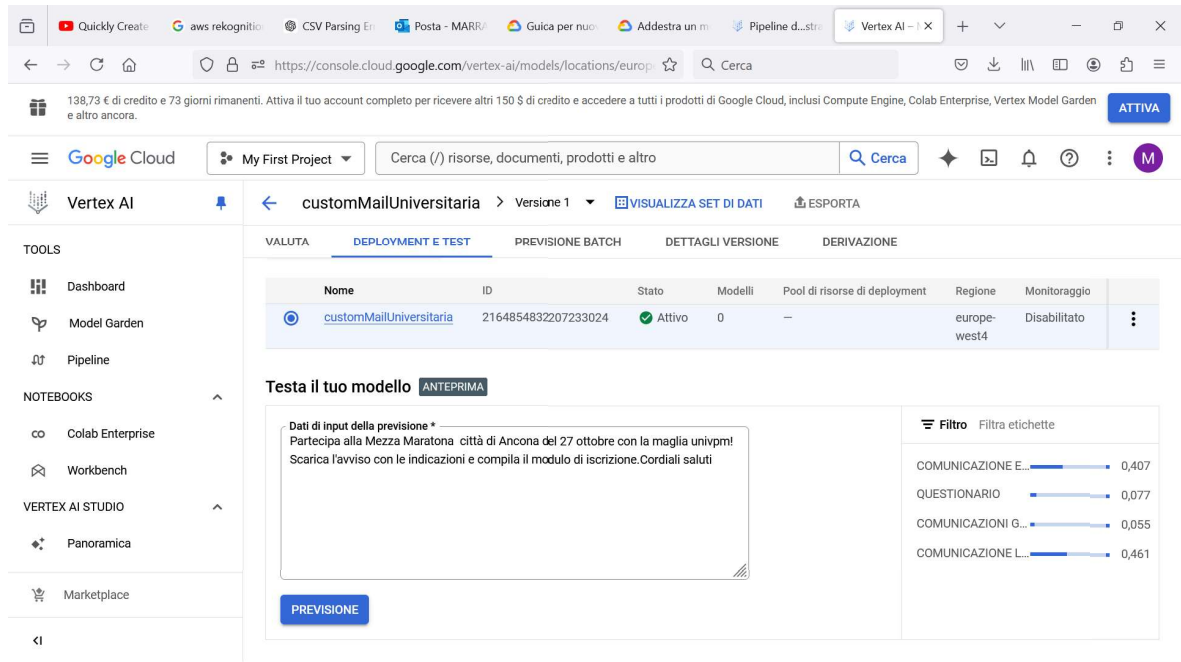 Quickly Create
aws rekognitio
CSV Parsing Err
Posta - MARRA
Guica per nuov
Addestra un m
Pipeline d...stra
Vertex AI –
https://console.cloud.google.com/vertex-ai/models/locations/europ
Cerca
138,73 € di credito e 73 giorni rimanenti. Attiva il tuo account completo per ricevere altri 150 $ di credito e accedere a tutti i prodotti di Google Cloud, inclusi Compute Engine, Colab Enterprise, Vertex Model Garden
e altro ancora.
ATTIVA
Google Cloud
My First Project
Cerca (/) risorse, documenti, prodotti e altro
Cerca
M
Vertex AI
customMailUniversitaria > Versione 1
VISUALIZZA SET DI DATI
ESPORTA
TOOLS
Dashboard
Model Garden
Pipeline
NOTEBOOKS
Colab Enterprise
Workbench
VERTEX AI STUDIO
Panoramica
Marketplace
VALUTA
DEPLOYMENT E TEST
PREVISIONE BATCH
DETTAGLI VERSIONE
DERIVAZIONE
Nome ID Stato Modelli Pool di risorse di deployment Regione Monitoraggio
customMailUniversitaria 2164854832207233024 Attivo 0 — europe- Disabilitato
west4
Testa il tuo modello ANTEPRIMA
Dati di input della previsione *
Partecipa alla Mezza Maratona città di Ancona del 27 ottobre con la maglia univpm!
Scarica l'avviso con le indicazioni e compila il modulo di iscrizione.Cordiali saluti
PREVISIONE
Filtro Filtra etichette
COMUNICAZIONE E... 0,407
QUESTIONARIO 0,077
COMUNICAZIONI G... 0,055
COMUNICAZIONE L... 0,461